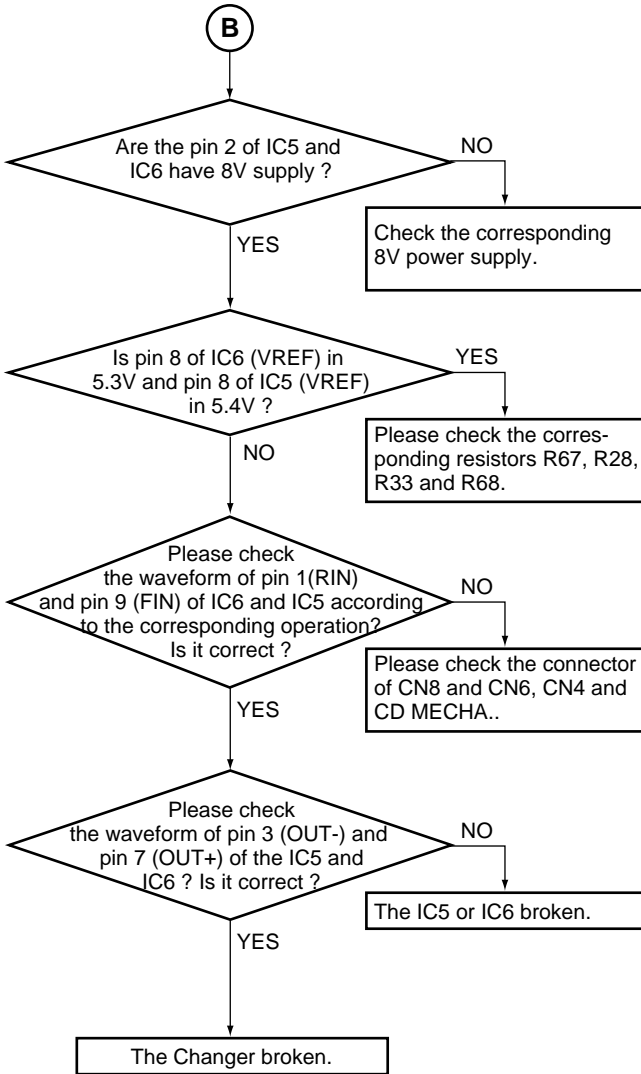 B
Are the pin 2 of IC5 and
IC6 have 8V supply ?
NO
Check the corresponding
8V power supply.
YES
Is pin 8 of IC6 (VREF) in
5.3V and pin 8 of IC5 (VREF)
in 5.4V ?
YES
Please check the corres-
ponding resistors R67, R28,
R33 and R68.
NO
Please check
the waveform of pin 1(RIN)
and pin 9 (FIN) of IC6 and IC5 according
to the corresponding operation?
Is it correct ?
NO
Please check the connector
of CN8 and CN6, CN4 and
CD MECHA..
YES
Please check
the waveform of pin 3 (OUT-) and
pin 7 (OUT+) of the IC5 and
IC6 ? Is it correct ?
NO
The IC5 or IC6 broken.
YES
The Changer broken.